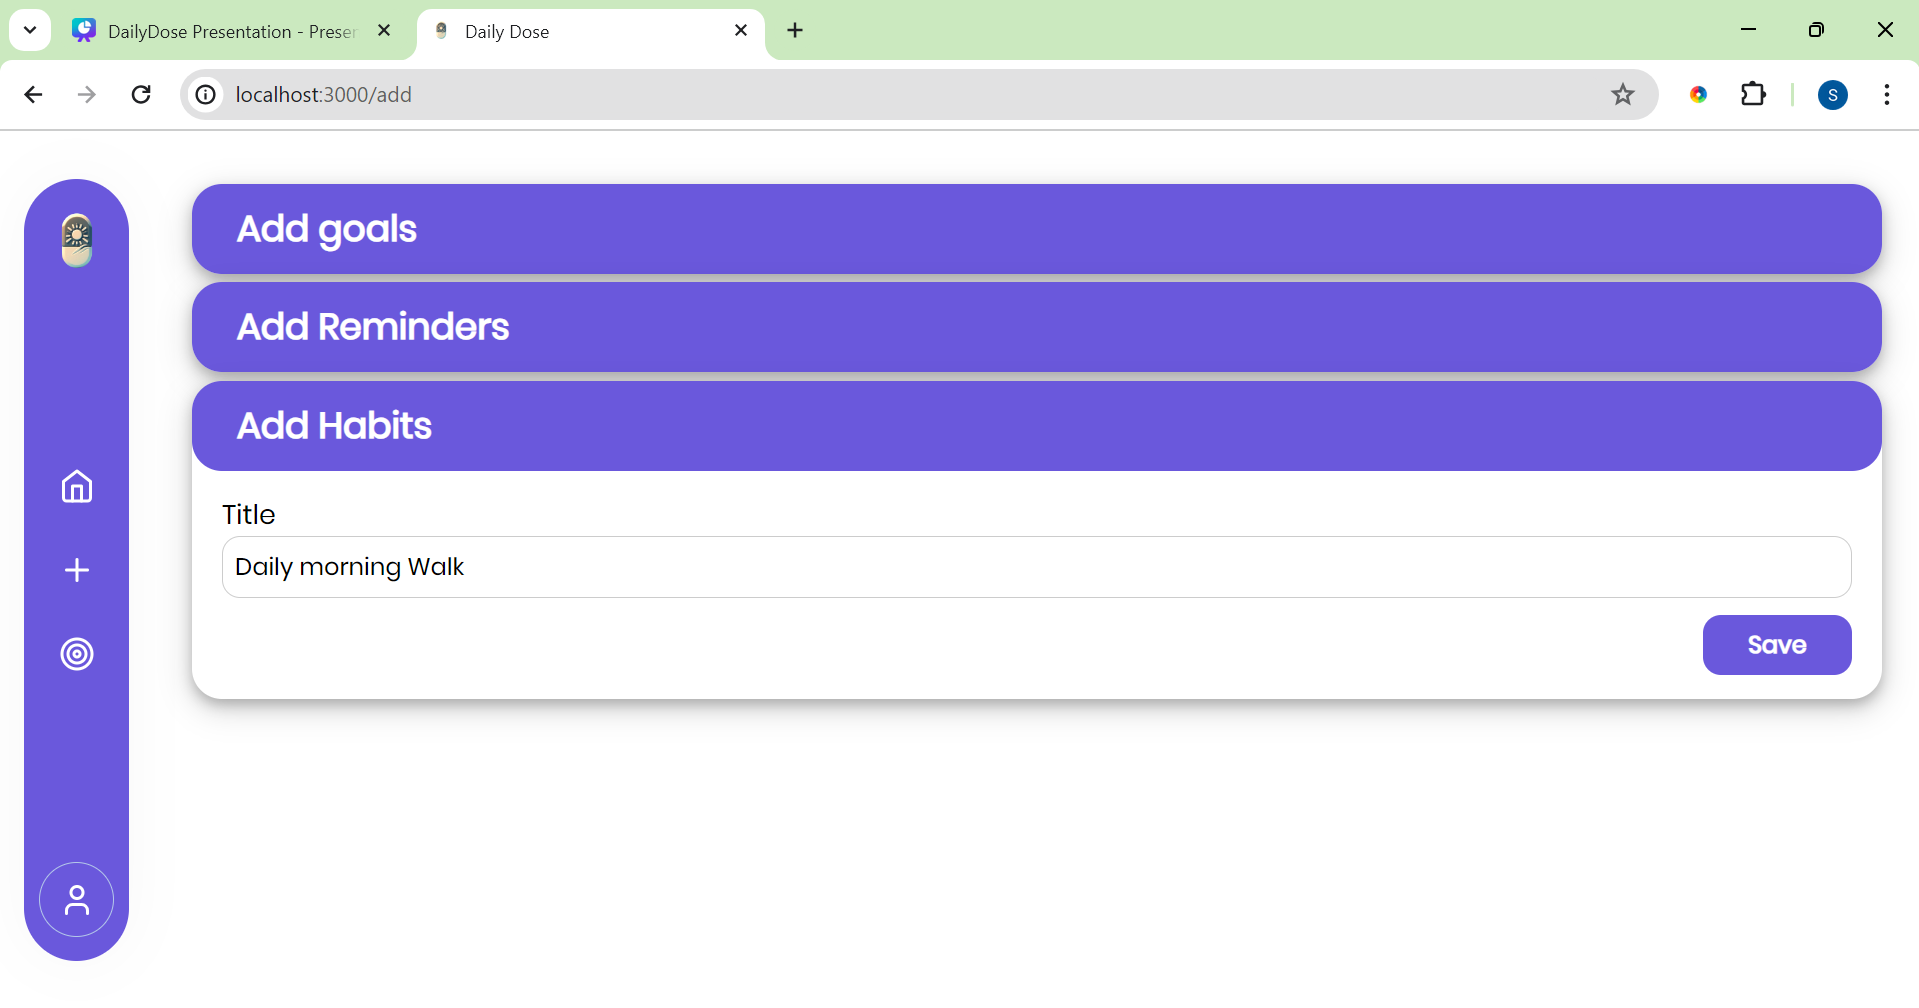 DailyDose Presentation - Preser
Daily Dose
localhost:3000/add
S
Add goals
Add Reminders
Add Habits
Title
Daily morning Walk
Save